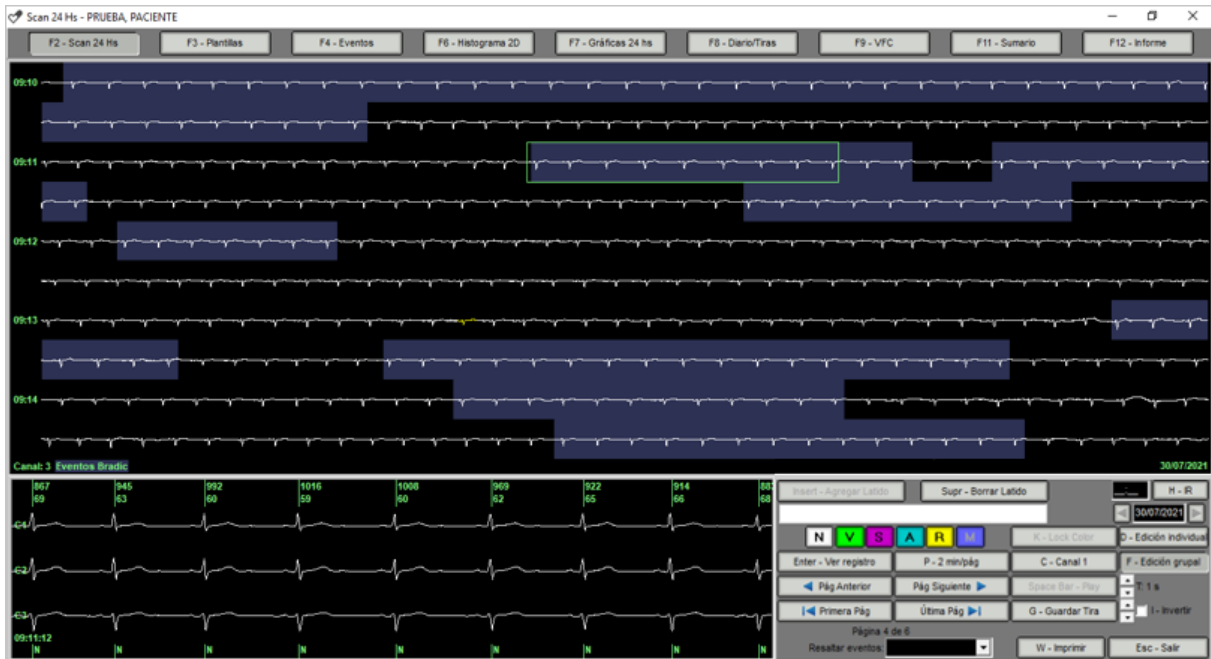 Scan 24 Hs - PRUEBA, PACIENTE
F2 - Scan 24 Hs F3 - Plantillas F4 - Eventos F6 - Histograma 2D F7 - Gráficas 24 hs F8 - Diario/Tiras F9 - VFC F11 - Sumario F12 - Informe
09:10
09:11
09:12
09:13
09:14
Canal: 3 Eventos Bradic 30/07/2021
867 945 992 1016 1008 969 922 914
69 63 60 59 60 62 65 66 68
C2
C3
09:11:12
N N N N N N N N N
Insert - Agregar Latido Supr - Borrar Latido H - IR
30/07/2021
N V S A R M K - Lock Color D - Edición individual
Enter - Ver registro P - 2 min/pág C - Canal 1 F - Edición grupal
Pág Anterior Pág Siguiente Space Bar - Play T: 1 s
Primera Pág Útima Pág G - Guardar Tira I - Invertir
Página 4 de 6
Resaltar eventos: W - Imprimir Esc - Salir